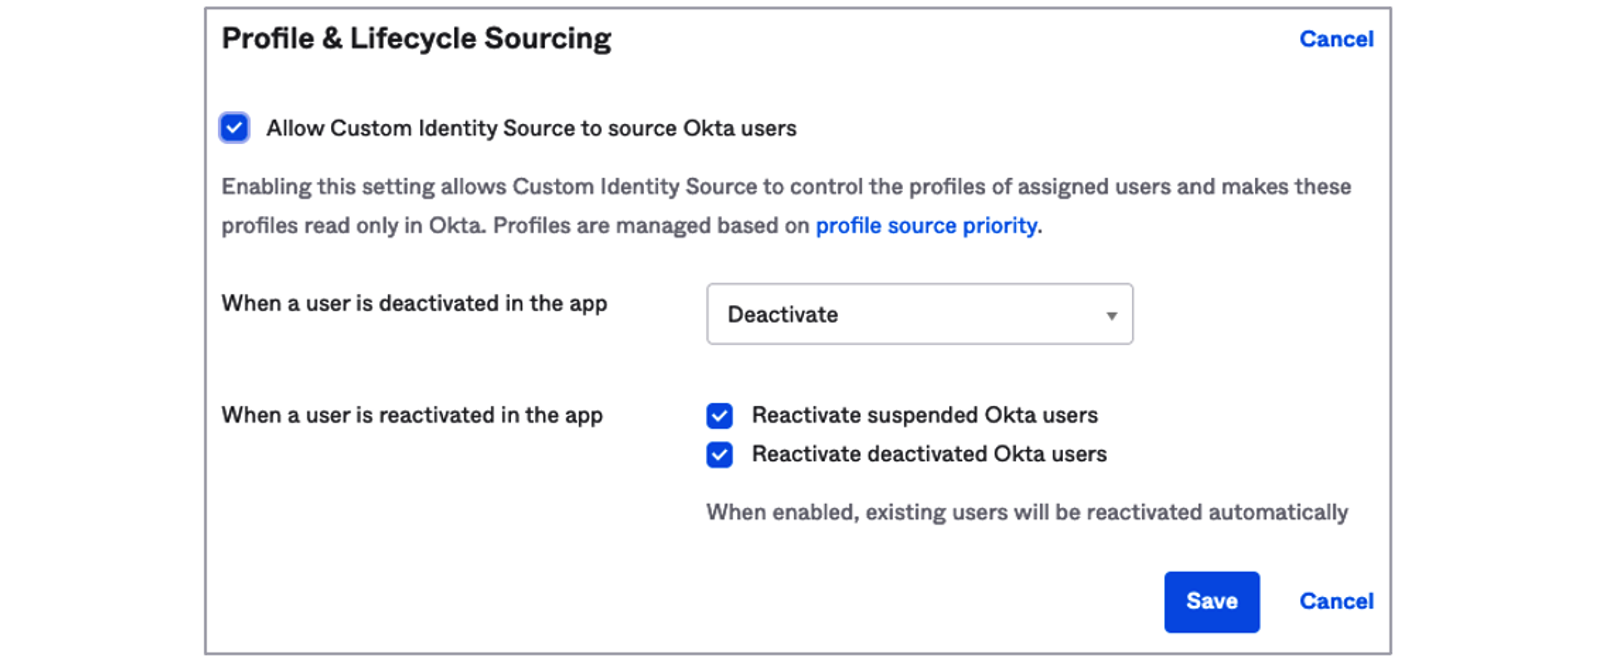 Profile & Lifecycle Sourcing
Cancel
Allow Custom Identity Source to source Okta users
Enabling this setting allows Custom Identity Source to control the profiles of assigned users and makes these
profiles read only in Okta. Profiles are managed based on profile source priority.
When a user is deactivated in the app
Deactivate
When a user is reactivated in the app
Reactivate suspended Okta users
Reactivate deactivated Okta users
When enabled, existing users will be reactivated automatically
Save
Cancel